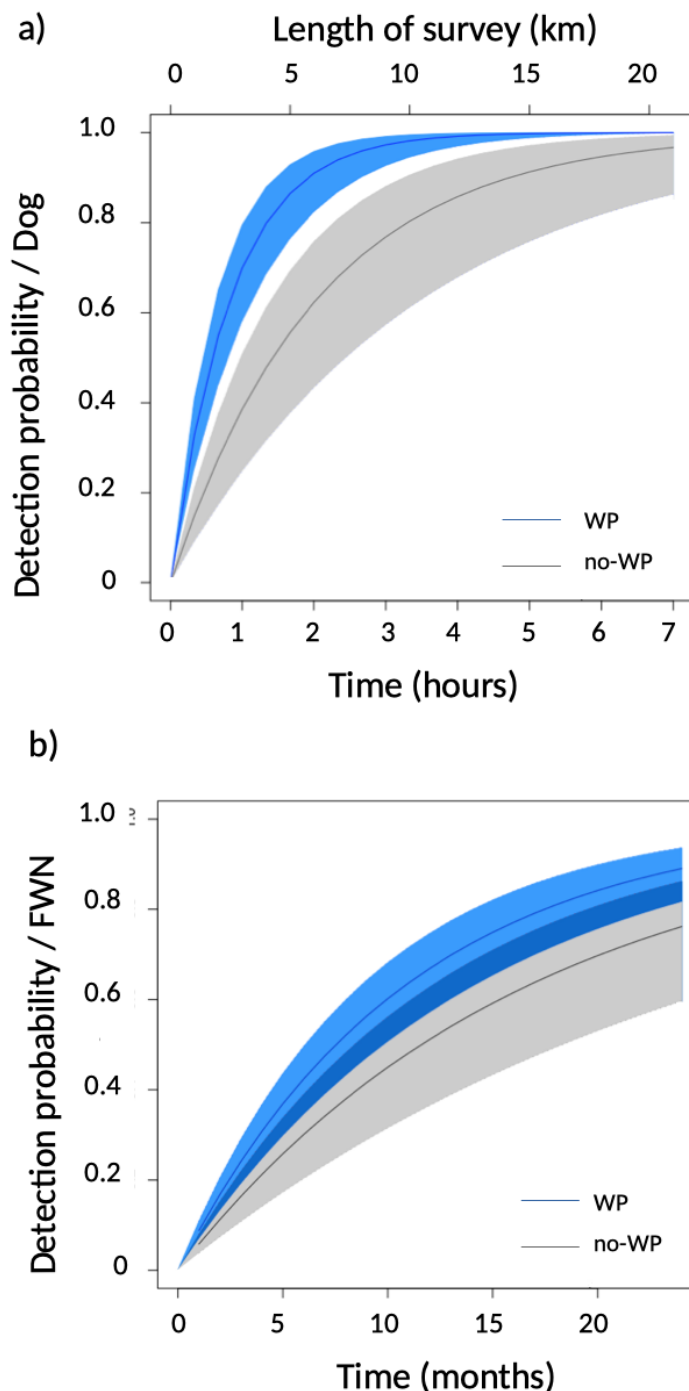 a)
Length of survey (km)
0 5 10 15 20
Detection probability / Dog
1.0
0.8
0.6
0.4
0.2
0
WP
no-WP
0 1 2 3 4 5 6 7
Time (hours)
b)
Detection probability / FWN
1.0
0.8
0.6
0.4
0.2
0
WP
no-WP
0 5 10 15 20
Time (months)